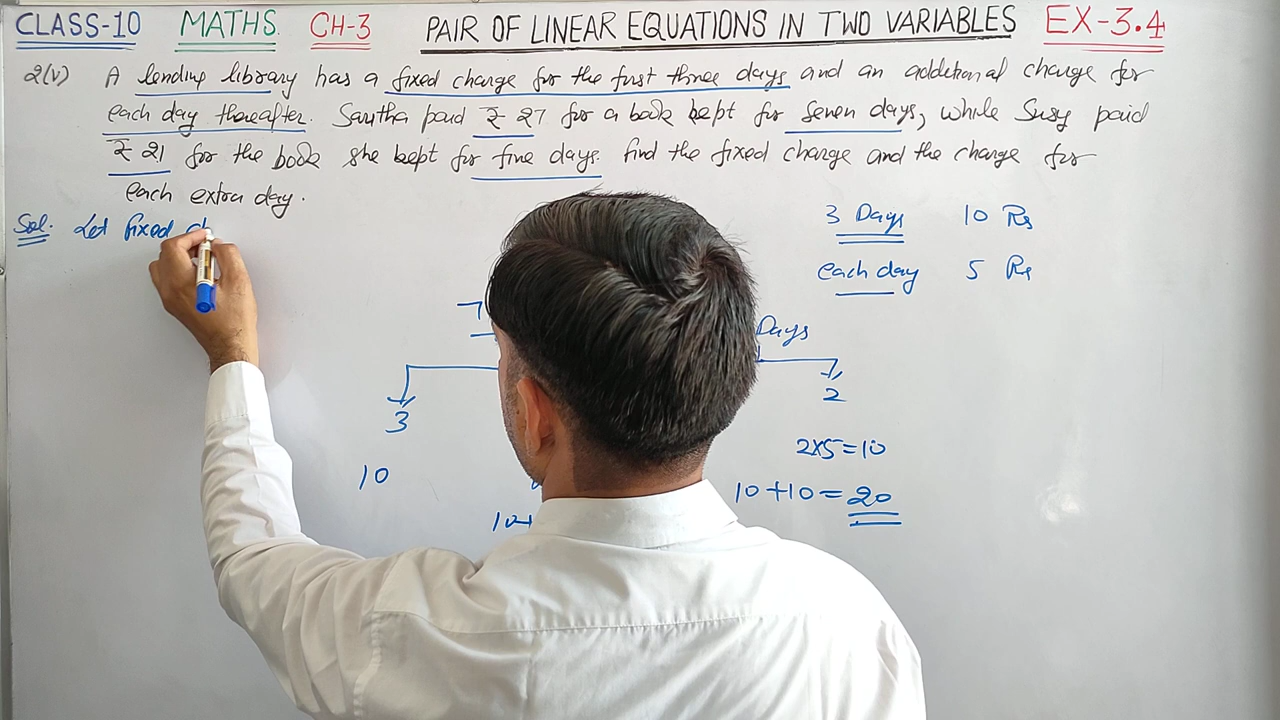 CLASS-10 MATHS. CH-3 PAIR OF LINEAR EQUATIONS IN TWO VARIABLES EX-3.4
2(v) A lending library has a fixed charge for the first three days and an additional charge for
each day thereafter. Saritha paid ₹ 27 for a book kept for seven days, while Susy paid
₹ 21 for the book she kept for five days. find the fixed charge and the charge for
each extra day.
Sol. Let fixed
3 Days 10 Rs
each day 5 Rs
7
Days
3
2
2×5=10
10
10+10=20
10+